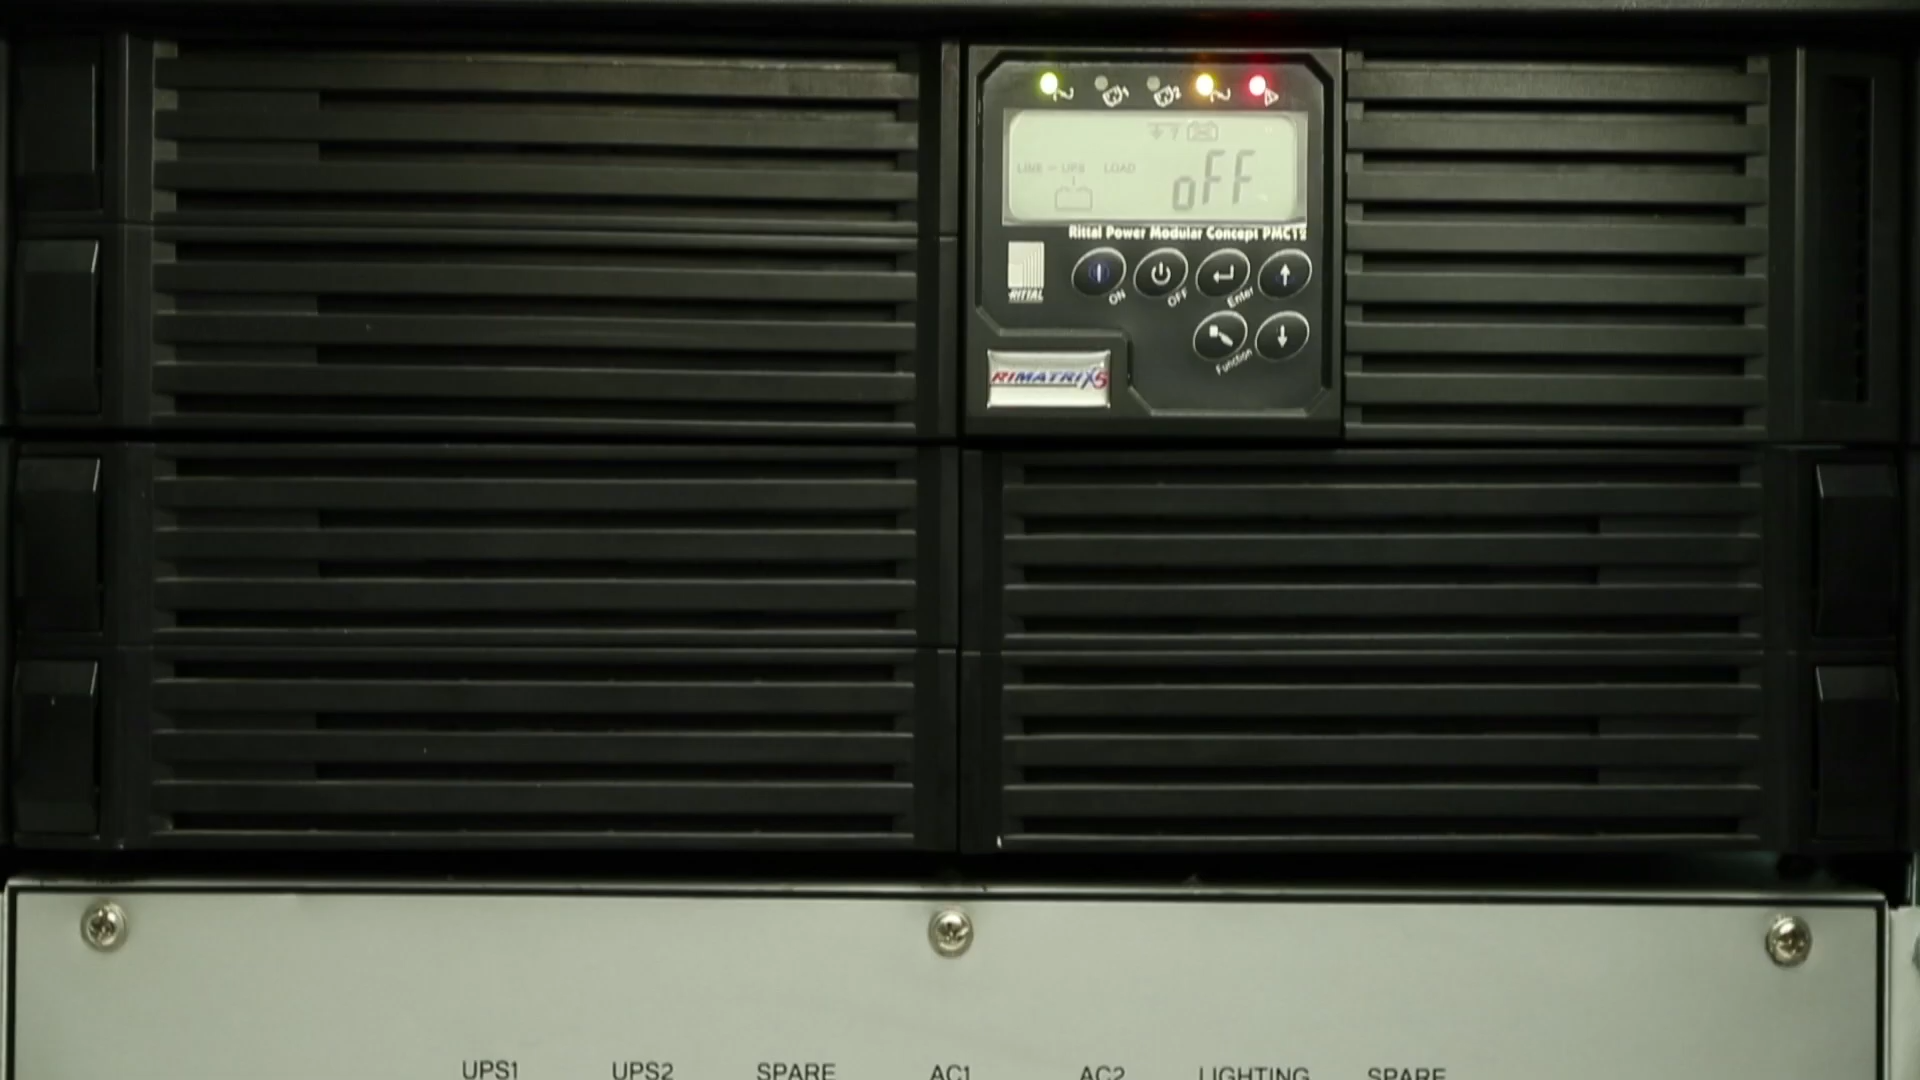 LINE UPS LOAD
oFF
Rittal Power Modular Concept PMC12
RITTAL
ON
OFF
Enter
Function
RIMATRIX5
UPS1 UPS2 SPARE AC1 AC2 LIGHTING SPARE